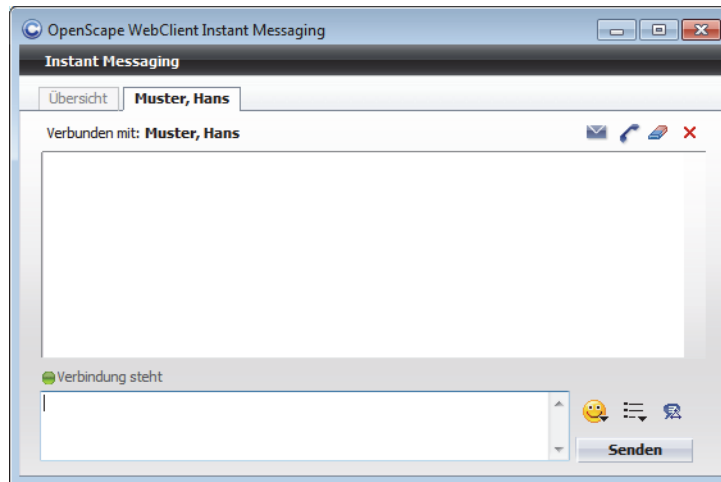 OpenScape WebClient Instant Messaging
Instant Messaging
Übersicht Muster, Hans
Verbunden mit: Muster, Hans
Verbindung steht
Senden